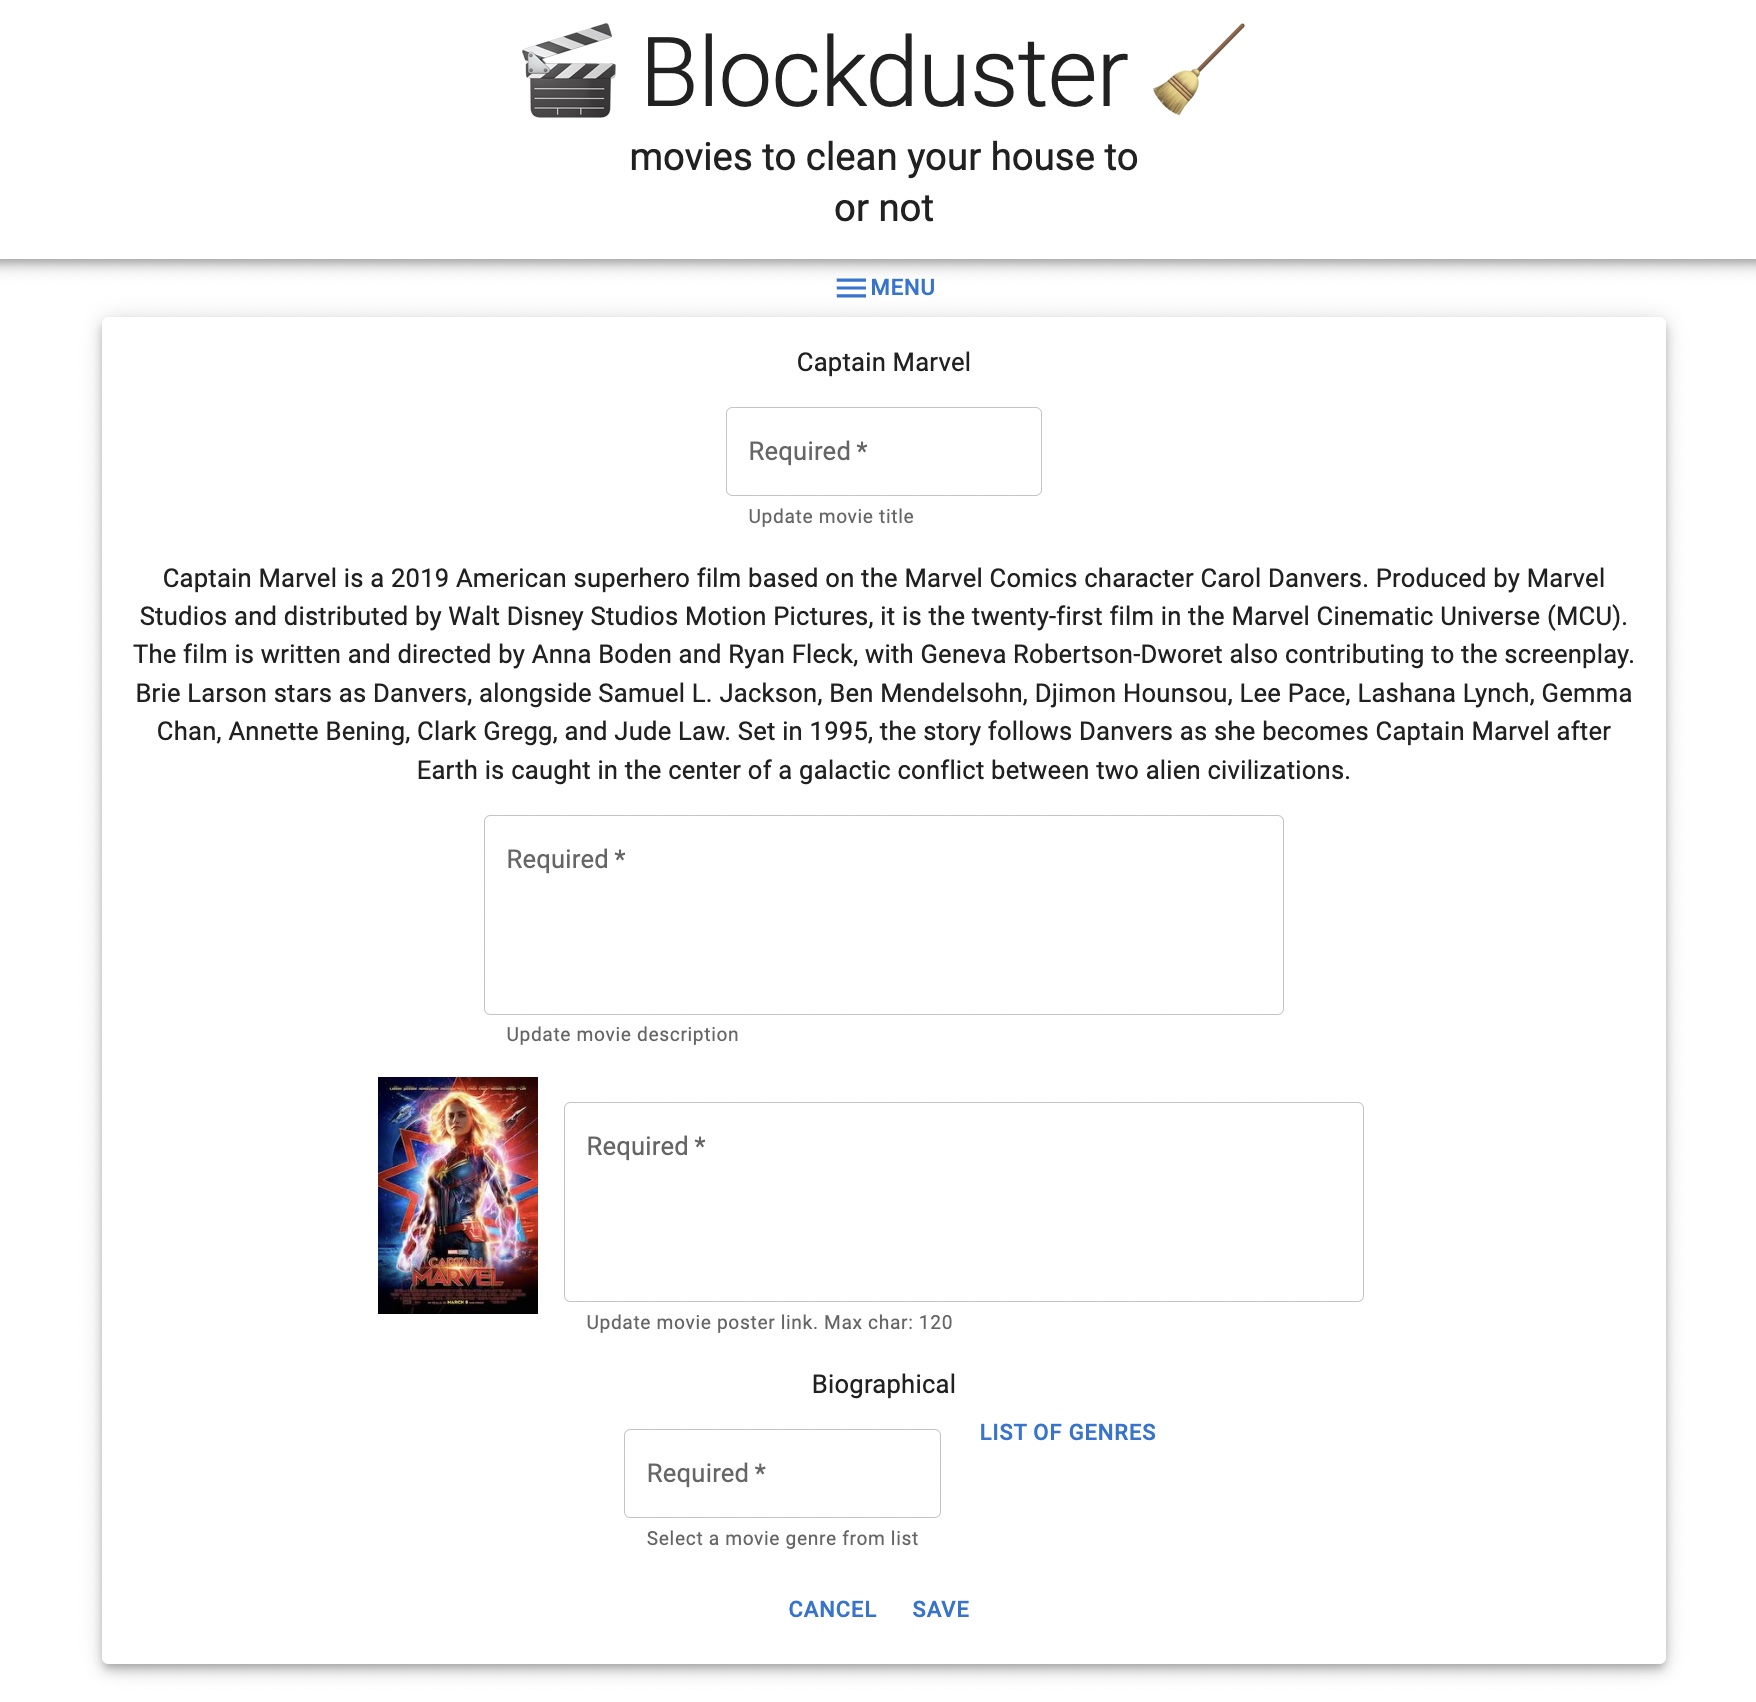 Blockduster
movies to clean your house to
or not
MENU
Captain Marvel
Required *
Update movie title
Captain Marvel is a 2019 American superhero film based on the Marvel Comics character Carol Danvers. Produced by Marvel
Studios and distributed by Walt Disney Studios Motion Pictures, it is the twenty-first film in the Marvel Cinematic Universe (MCU).
The film is written and directed by Anna Boden and Ryan Fleck, with Geneva Robertson-Dworet also contributing to the screenplay.
Brie Larson stars as Danvers, alongside Samuel L. Jackson, Ben Mendelsohn, Djimon Hounsou, Lee Pace, Lashana Lynch, Gemma
Chan, Annette Bening, Clark Gregg, and Jude Law. Set in 1995, the story follows Danvers as she becomes Captain Marvel after
Earth is caught in the center of a galactic conflict between two alien civilizations.
Required *
Update movie description
CAPTAIN
MARVEL
MARCH 8
Required *
Update movie poster link. Max char: 120
Biographical
Required *
LIST OF GENRES
Select a movie genre from list
CANCEL SAVE